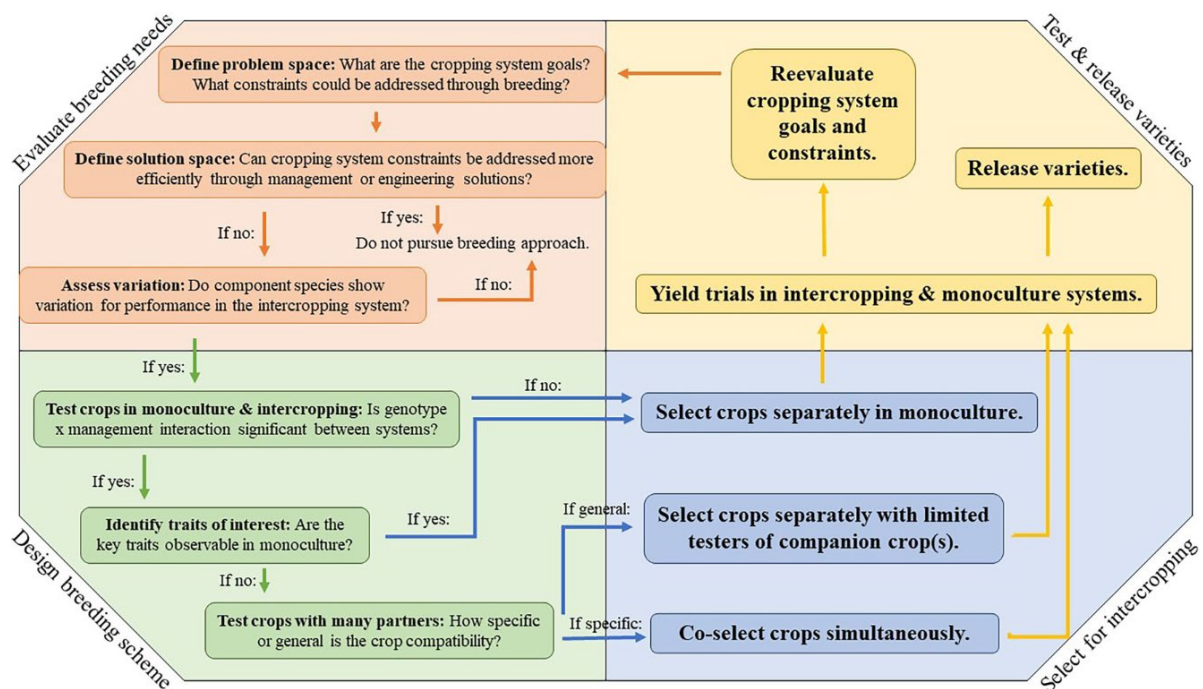 Evaluate breeding needs
Define problem space: What are the cropping system goals?
What constraints could be addressed through breeding?
Define solution space: Can cropping system constraints be addressed more
efficiently through management or engineering solutions?
If no:
If yes:
Do not pursue breeding approach.
Assess variation: Do component species show
variation for performance in the intercropping system?
If no:
Test & release varieties
Reevaluate
cropping system
goals and
constraints.
Release varieties.
Yield trials in intercropping & monoculture systems.
Design breeding scheme
If yes:
Test crops in monoculture & intercropping: Is genotype
x management interaction significant between systems?
If no:
If yes:
Identify traits of interest: Are the
key traits observable in monoculture?
If yes:
If no:
Test crops with many partners: How specific
or general is the crop compatibility?
If general:
If specific:
Select for intercropping
Select crops separately in monoculture.
Select crops separately with limited
testers of companion crop(s).
Co-select crops simultaneously.